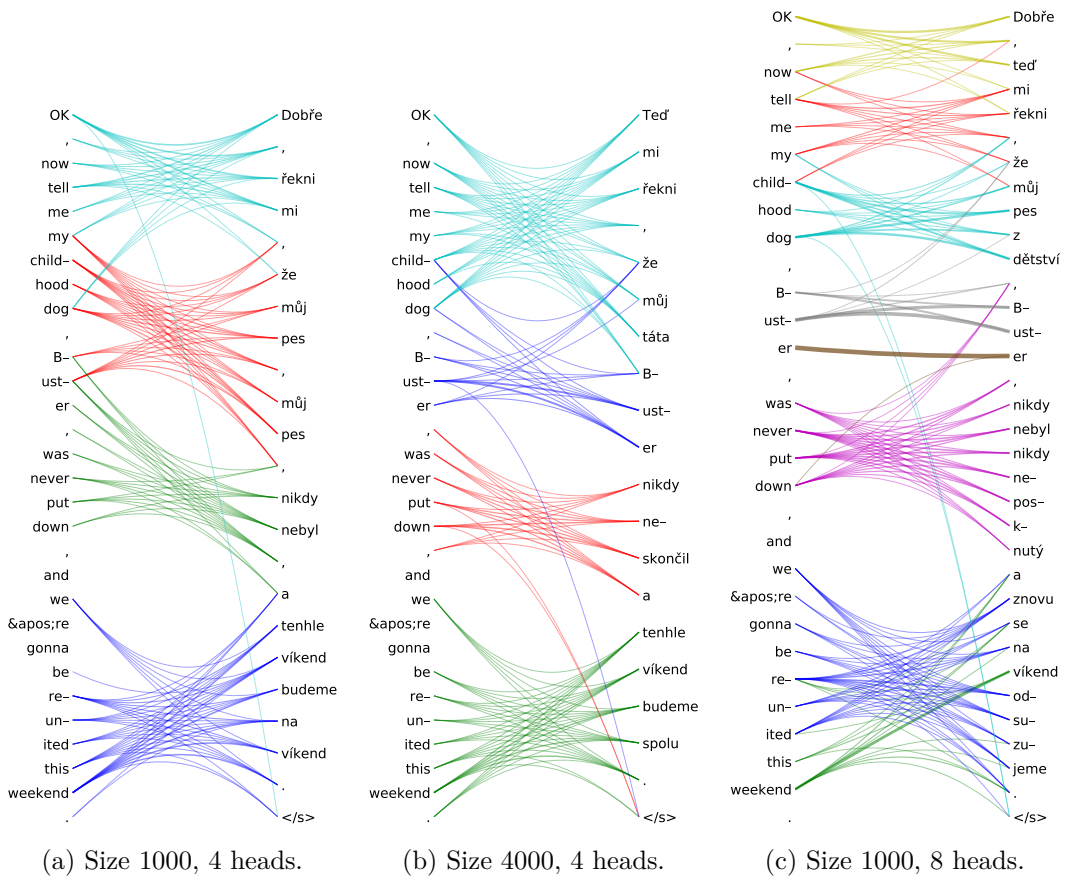 OK
,
now
tell
me
my
child–
hood
dog
,
B–
ust–
er
,
was
never
put
down
,
and
we
&apos;re
gonna
be
re–
un–
ited
this
weekend
.
Dobře
,
řekni
mi
,
že
můj
pes
,
můj
pes
,
nikdy
nebyl
,
a
tenhle
víkend
budeme
na
víkend
.
</s>
(a) Size 1000, 4 heads.
OK
,
now
tell
me
my
child–
hood
dog
,
B–
ust–
er
,
was
never
put
down
,
and
we
&apos;re
gonna
be
re–
un–
ited
this
weekend
.
Teď
mi
řekni
,
že
můj
táta
B–
ust–
er
nikdy
ne–
skončil
a
tenhle
víkend
budeme
spolu
.
</s>
(b) Size 4000, 4 heads.
OK
,
now
tell
me
my
child–
hood
dog
,
B–
ust–
er
,
was
never
put
down
,
and
we
&apos;re
gonna
be
re–
un–
ited
this
weekend
.
Dobře
,
teď
mi
řekni
,
že
můj
pes
z
dětství
,
B–
ust–
er
,
nikdy
nebyl
nikdy
ne–
pos–
k–
nutý
a
znovu
se
na
víkend
od–
su–
zu–
jeme
.
</s>
(c) Size 1000, 8 heads.